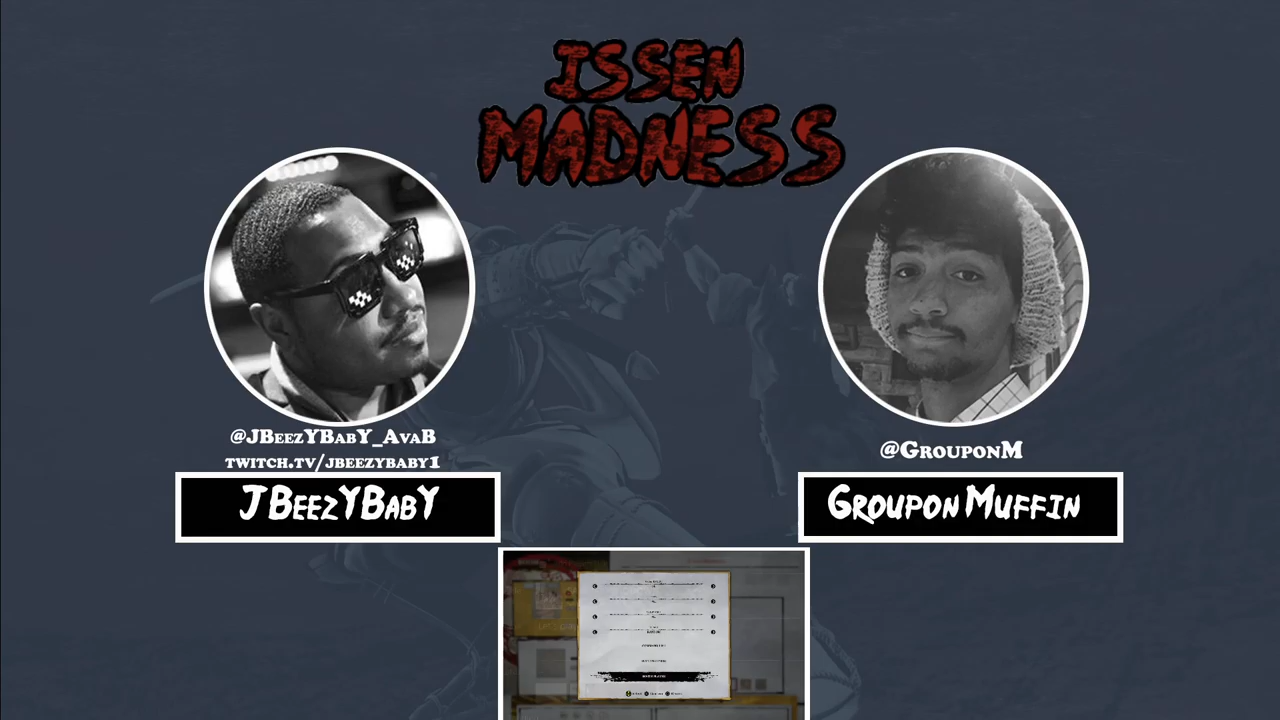 ISSEN
MADNESS
@JBeezYBabY_AvaB
twitch.tv/jbeezybaby1
JBeezYBabY
@GrouponM
Groupon Muffin